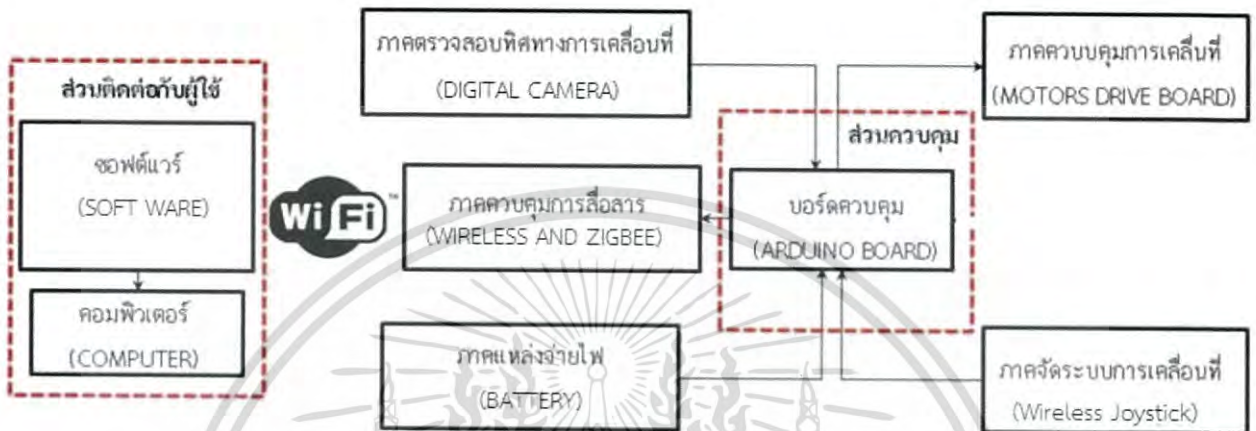 ส่วนติดต่อกับผู้ใช้
ซอฟต์แวร์
(SOFT WARE)
คอมพิวเตอร์
(COMPUTER)
Wi Fi™
ภาคตรวจสอบทิศทางการเคลื่อนที่
(DIGITAL CAMERA)
ภาคควบคุมการสื่อสาร
(WIRELESS AND ZIGBEE)
ภาคแหล่งจ่ายไฟ
(BATTERY)
ส่วนควบคุม
บอร์ดควบคุม
(ARDUINO BOARD)
ภาคควบบคุมการเคลื่นที่
(MOTORS DRIVE BOARD)
ภาคจัดระบบการเคลื่อนที่
(Wireless Joystick)